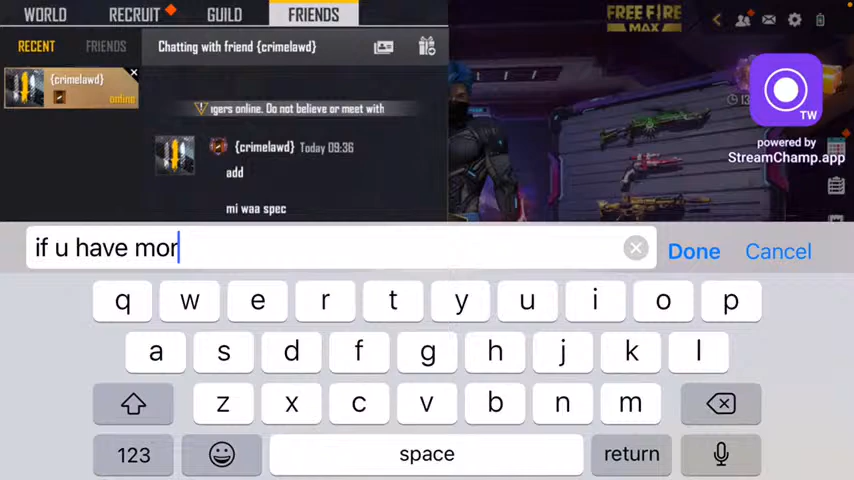 WORLD RECRUIT GUILD FRIENDS
FREE FIRE
MAX
RECENT FRIENDS Chatting with friend {crimelawd}
{crimelawd}
online
gers online. Do not believe or meet with
{crimelawd} Today 09:36
add
mi waa spec
TW
powered by
StreamChamp.app
if u have mor
Done Cancel
q w e r t y u i o p
a s d f g h j k l
z x c v b n m
123 space return